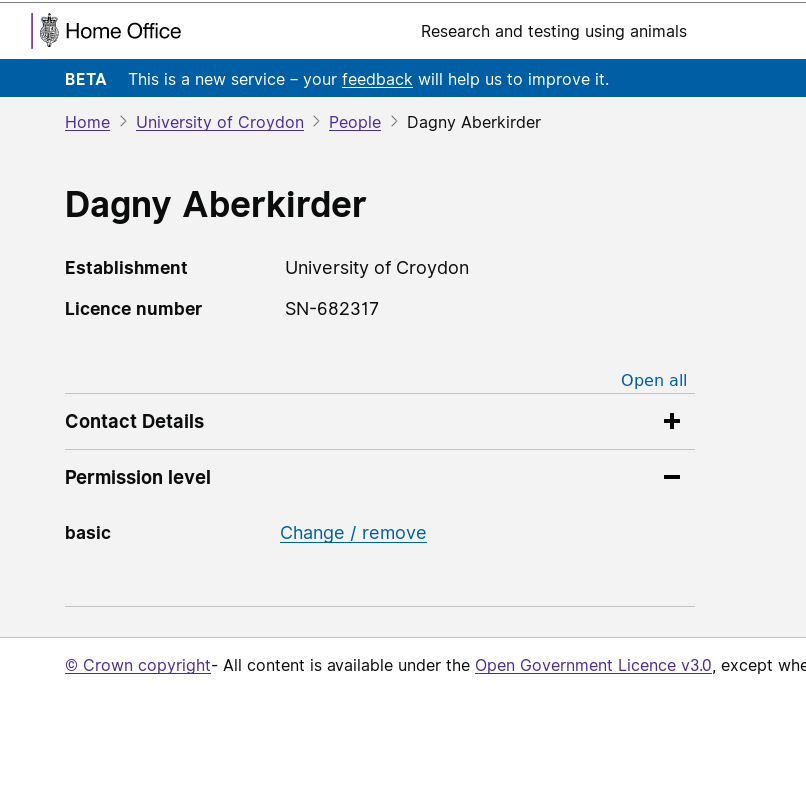 Home Office
Research and testing using animals
BETA This is a new service – your feedback will help us to improve it.
Home > University of Croydon > People > Dagny Aberkirder
Dagny Aberkirder
Establishment University of Croydon
Licence number SN-682317
Open all
Contact Details
Permission level
basic Change / remove
© Crown copyright- All content is available under the Open Government Licence v3.0, except whe